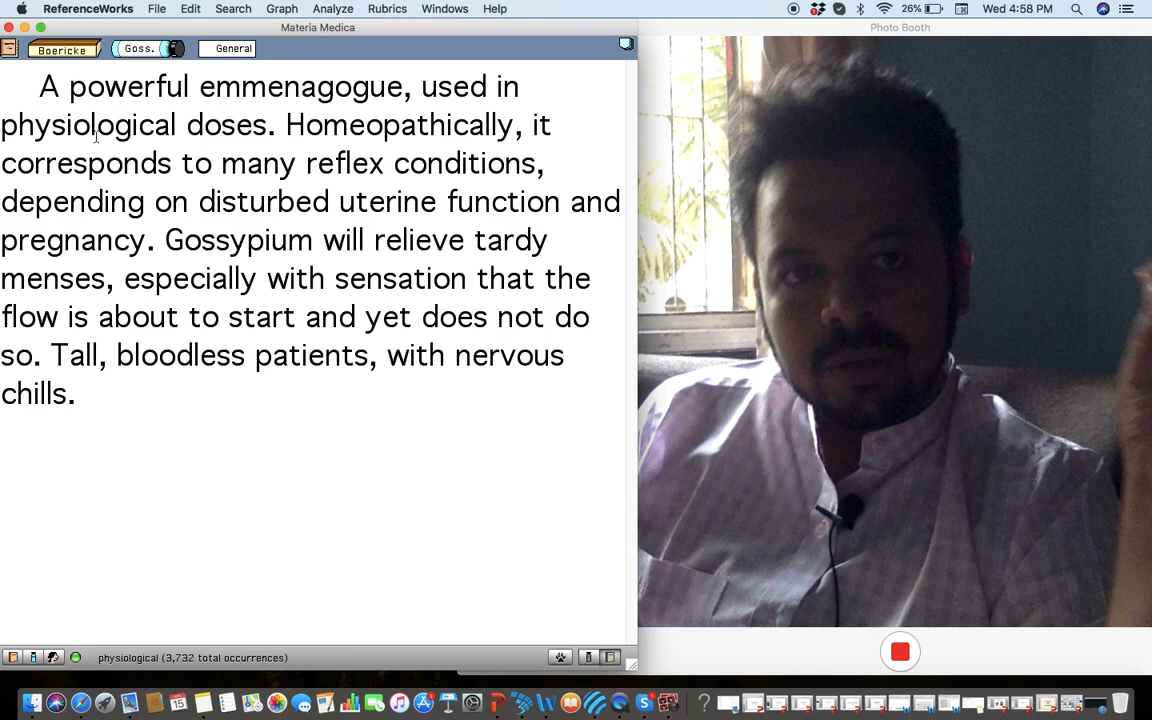 ReferenceWorks File Edit Search Graph Analyze Rubrics Windows Help 26% Wed 4:58 PM
Materia Medica Photo Booth
Boericke Goss. General
A powerful emmenagogue, used in
physiological doses. Homeopathically, it
corresponds to many reflex conditions,
depending on disturbed uterine function and
pregnancy. Gossypium will relieve tardy
menses, especially with sensation that the
flow is about to start and yet does not do
so. Tall, bloodless patients, with nervous
chills.
physiological (3,732 total occurrences)